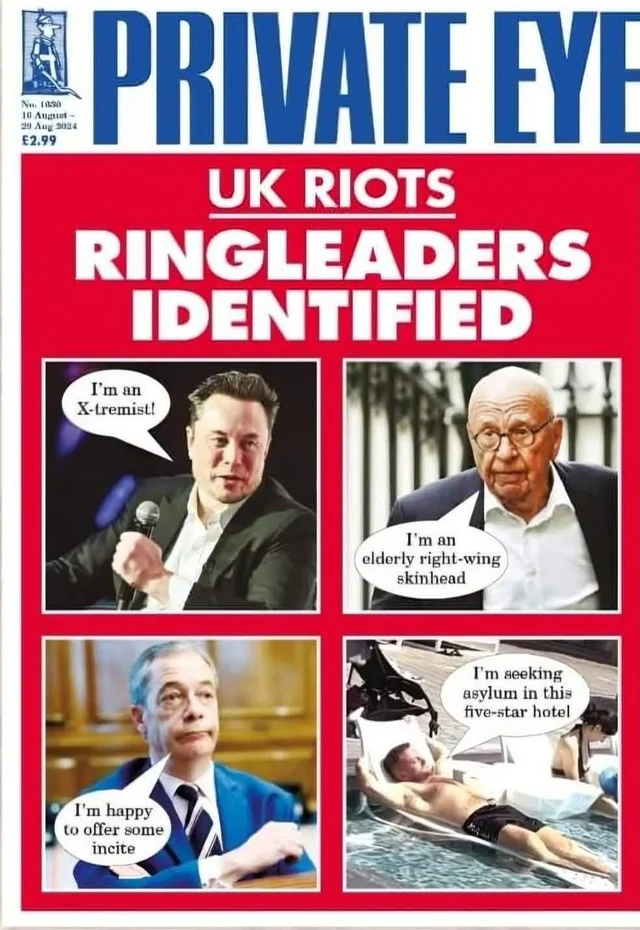 PRIVATE EYE
No. 1630
16 August –
29 Aug 2024
£2.99
UK RIOTS
RINGLEADERS
IDENTIFIED
I'm an
X-tremist!
I'm an
elderly right-wing
skinhead
I'm happy
to offer some
incite
I'm seeking
asylum in this
five-star hotel